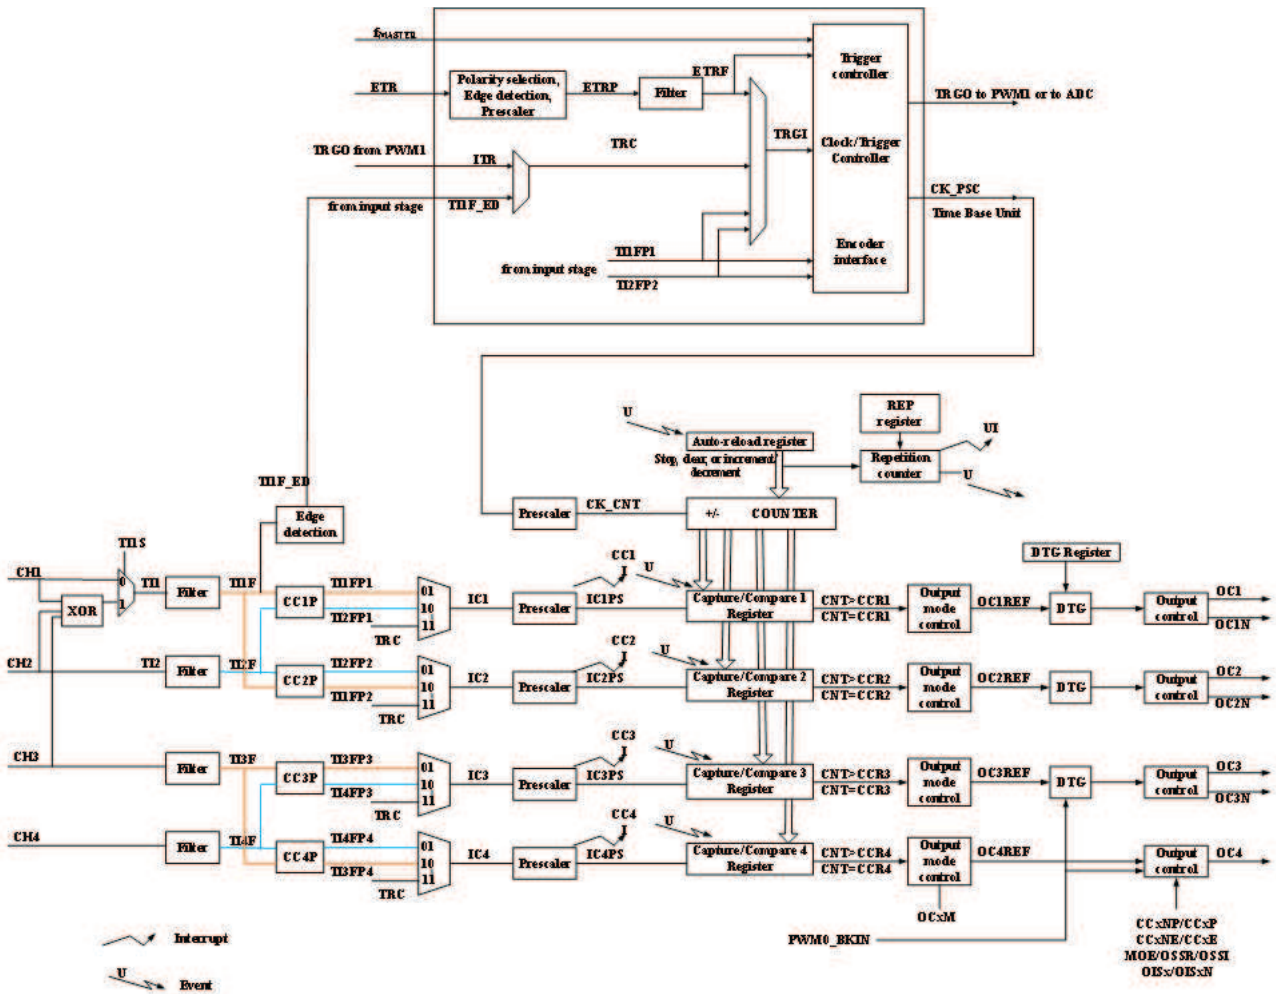 fMASTER
ETR
Polarity selection,
Edge detection,
Prescaler
ETRP
Filter
ETRF
Trigger
controller
TRGO to PWM1 or to ADC
TRGO from PWM1
ITR
TRC
TRGI
Clock/Trigger
Controller
CK_PSC
Time Base Unit
from input stage
TI1F_ED
TI1FP1
from input stage
TI2FP2
Encoder
interface
U
Auto-reload register
Stop, clear, or increment/
decrement
REP
register
Repetition
counter
UI
U
TI1F_ED
Edge
detection
Prescaler
CK_CNT
+/-
COUNTER
TI1S
CH1
0
1
XOR
TI1
Filter
TI1F
CC1P
TI1FP1
TI2FP1
TRC
01
10
11
IC1
Prescaler
CC1
I
IC1PS
U
Capture/Compare 1
Register
CNT>CCR1
CNT=CCR1
Output
mode
control
OC1REF
DTG Register
DTG
Output
control
OC1
OC1N
CH2
TI2
Filter
TI2F
CC2P
TI2FP2
TI1FP2
TRC
01
10
11
IC2
Prescaler
CC2
I
IC2PS
U
Capture/Compare 2
Register
CNT>CCR2
CNT=CCR2
Output
mode
control
OC2REF
DTG
Output
control
OC2
OC2N
CH3
Filter
TI3F
CC3P
TI3FP3
TI4FP3
TRC
01
10
11
IC3
Prescaler
CC3
I
IC3PS
U
Capture/Compare 3
Register
CNT>CCR3
CNT=CCR3
Output
mode
control
OC3REF
DTG
Output
control
OC3
OC3N
CH4
Filter
TI4F
CC4P
TI4FP4
TI3FP4
TRC
01
10
11
IC4
Prescaler
CC4
I
IC4PS
U
Capture/Compare 4
Register
CNT>CCR4
CNT=CCR4
Output
mode
control
OC4REF
Output
control
OC4
OCxM
PWM0_BKIN
CCxNP/CCxP
CCxNE/CCxE
MOE/OSSR/OSSI
OISx/OISxN
Interrupt
U
Event